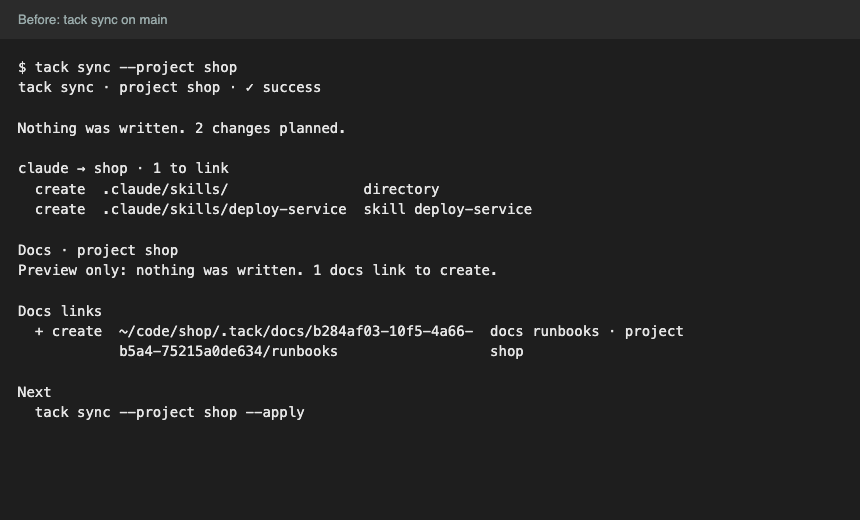 Before: tack sync on main
$ tack sync --project shop
tack sync · project shop · ✓ success
Nothing was written. 2 changes planned.
claude → shop · 1 to link
create .claude/skills/ directory
create .claude/skills/deploy-service skill deploy-service
Docs · project shop
Preview only: nothing was written. 1 docs link to create.
Docs links
+ create ~/code/shop/.tack/docs/b284af03-10f5-4a66- docs runbooks · project
b5a4-75215a0de634/runbooks shop
Next
tack sync --project shop --apply